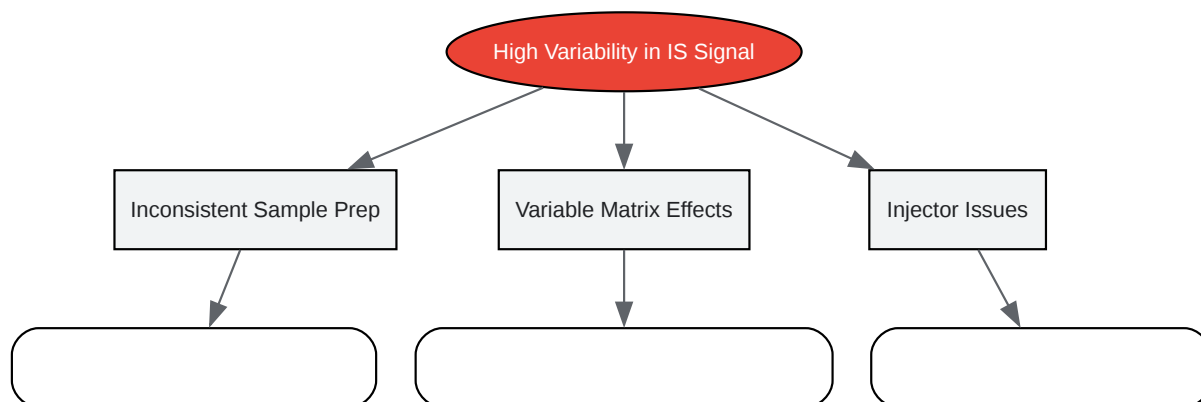 High Variability in IS Signal
Inconsistent Sample Prep
Variable Matrix Effects
Injector Issues